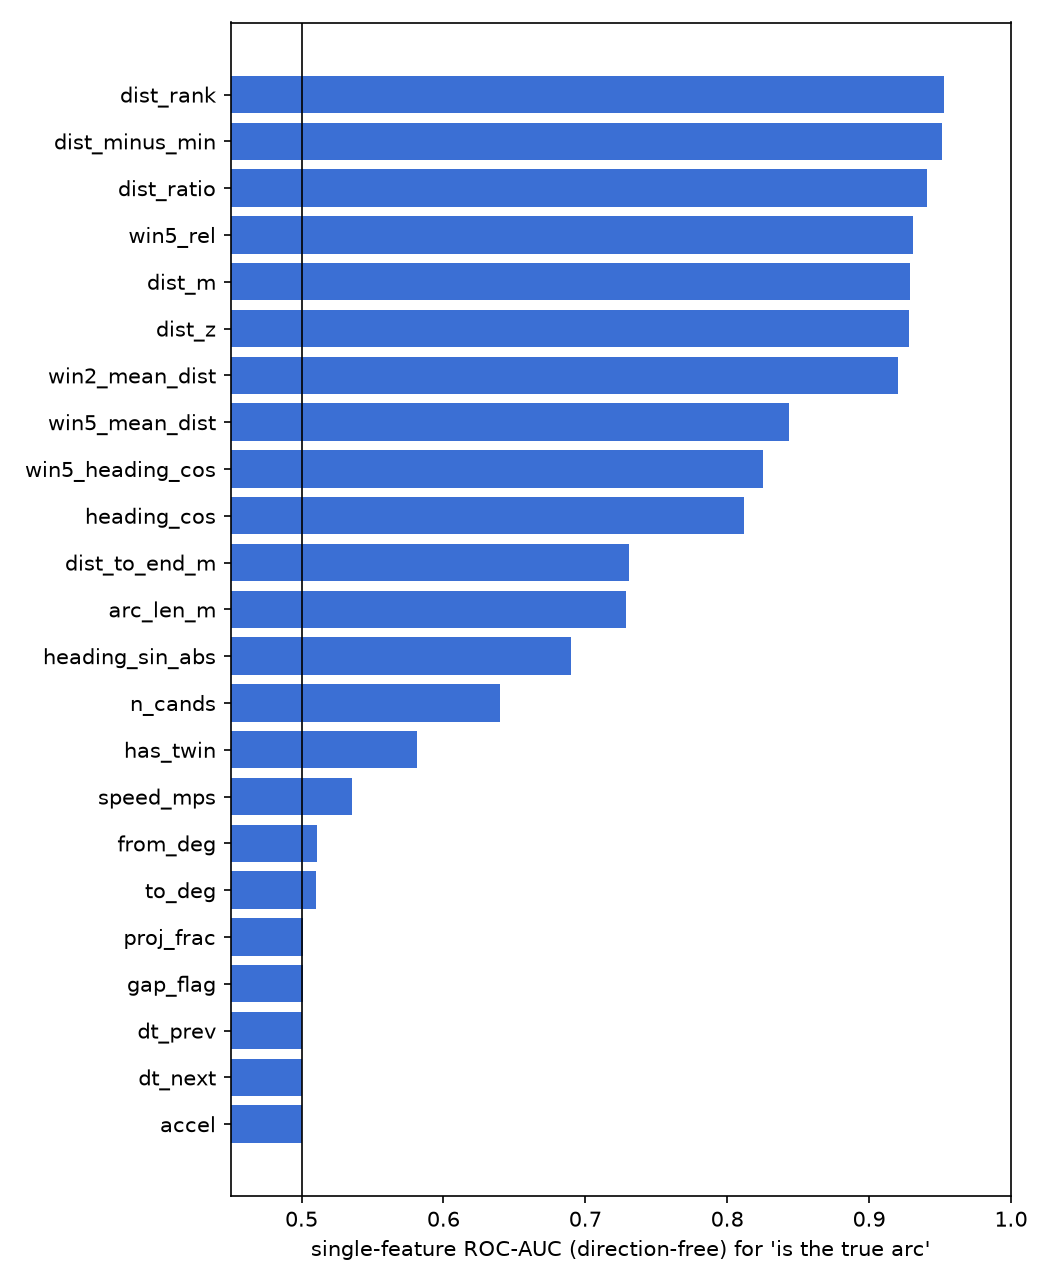 dist_rank
dist_minus_min
dist_ratio
win5_rel
dist_m
dist_z
win2_mean_dist
win5_mean_dist
win5_heading_cos
heading_cos
dist_to_end_m
arc_len_m
heading_sin_abs
n_cands
has_twin
speed_mps
from_deg
to_deg
proj_frac
gap_flag
dt_prev
dt_next
accel
0.5 0.6 0.7 0.8 0.9 1.0
single-feature ROC-AUC (direction-free) for 'is the true arc'